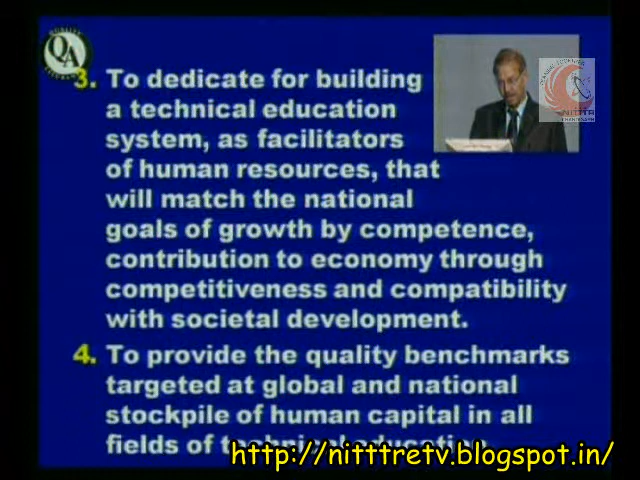 QUALITY
QA
3. To dedicate for building
a technical education
system, as facilitators
of human resources, that
will match the national
goals of growth by competence,
contribution to economy through
competitiveness and compatibility
with societal development.
4. To provide the quality benchmarks
targeted at global and national
stockpile of human capital in all
fields of technical education.
http://nitttretv.blogspot.in/